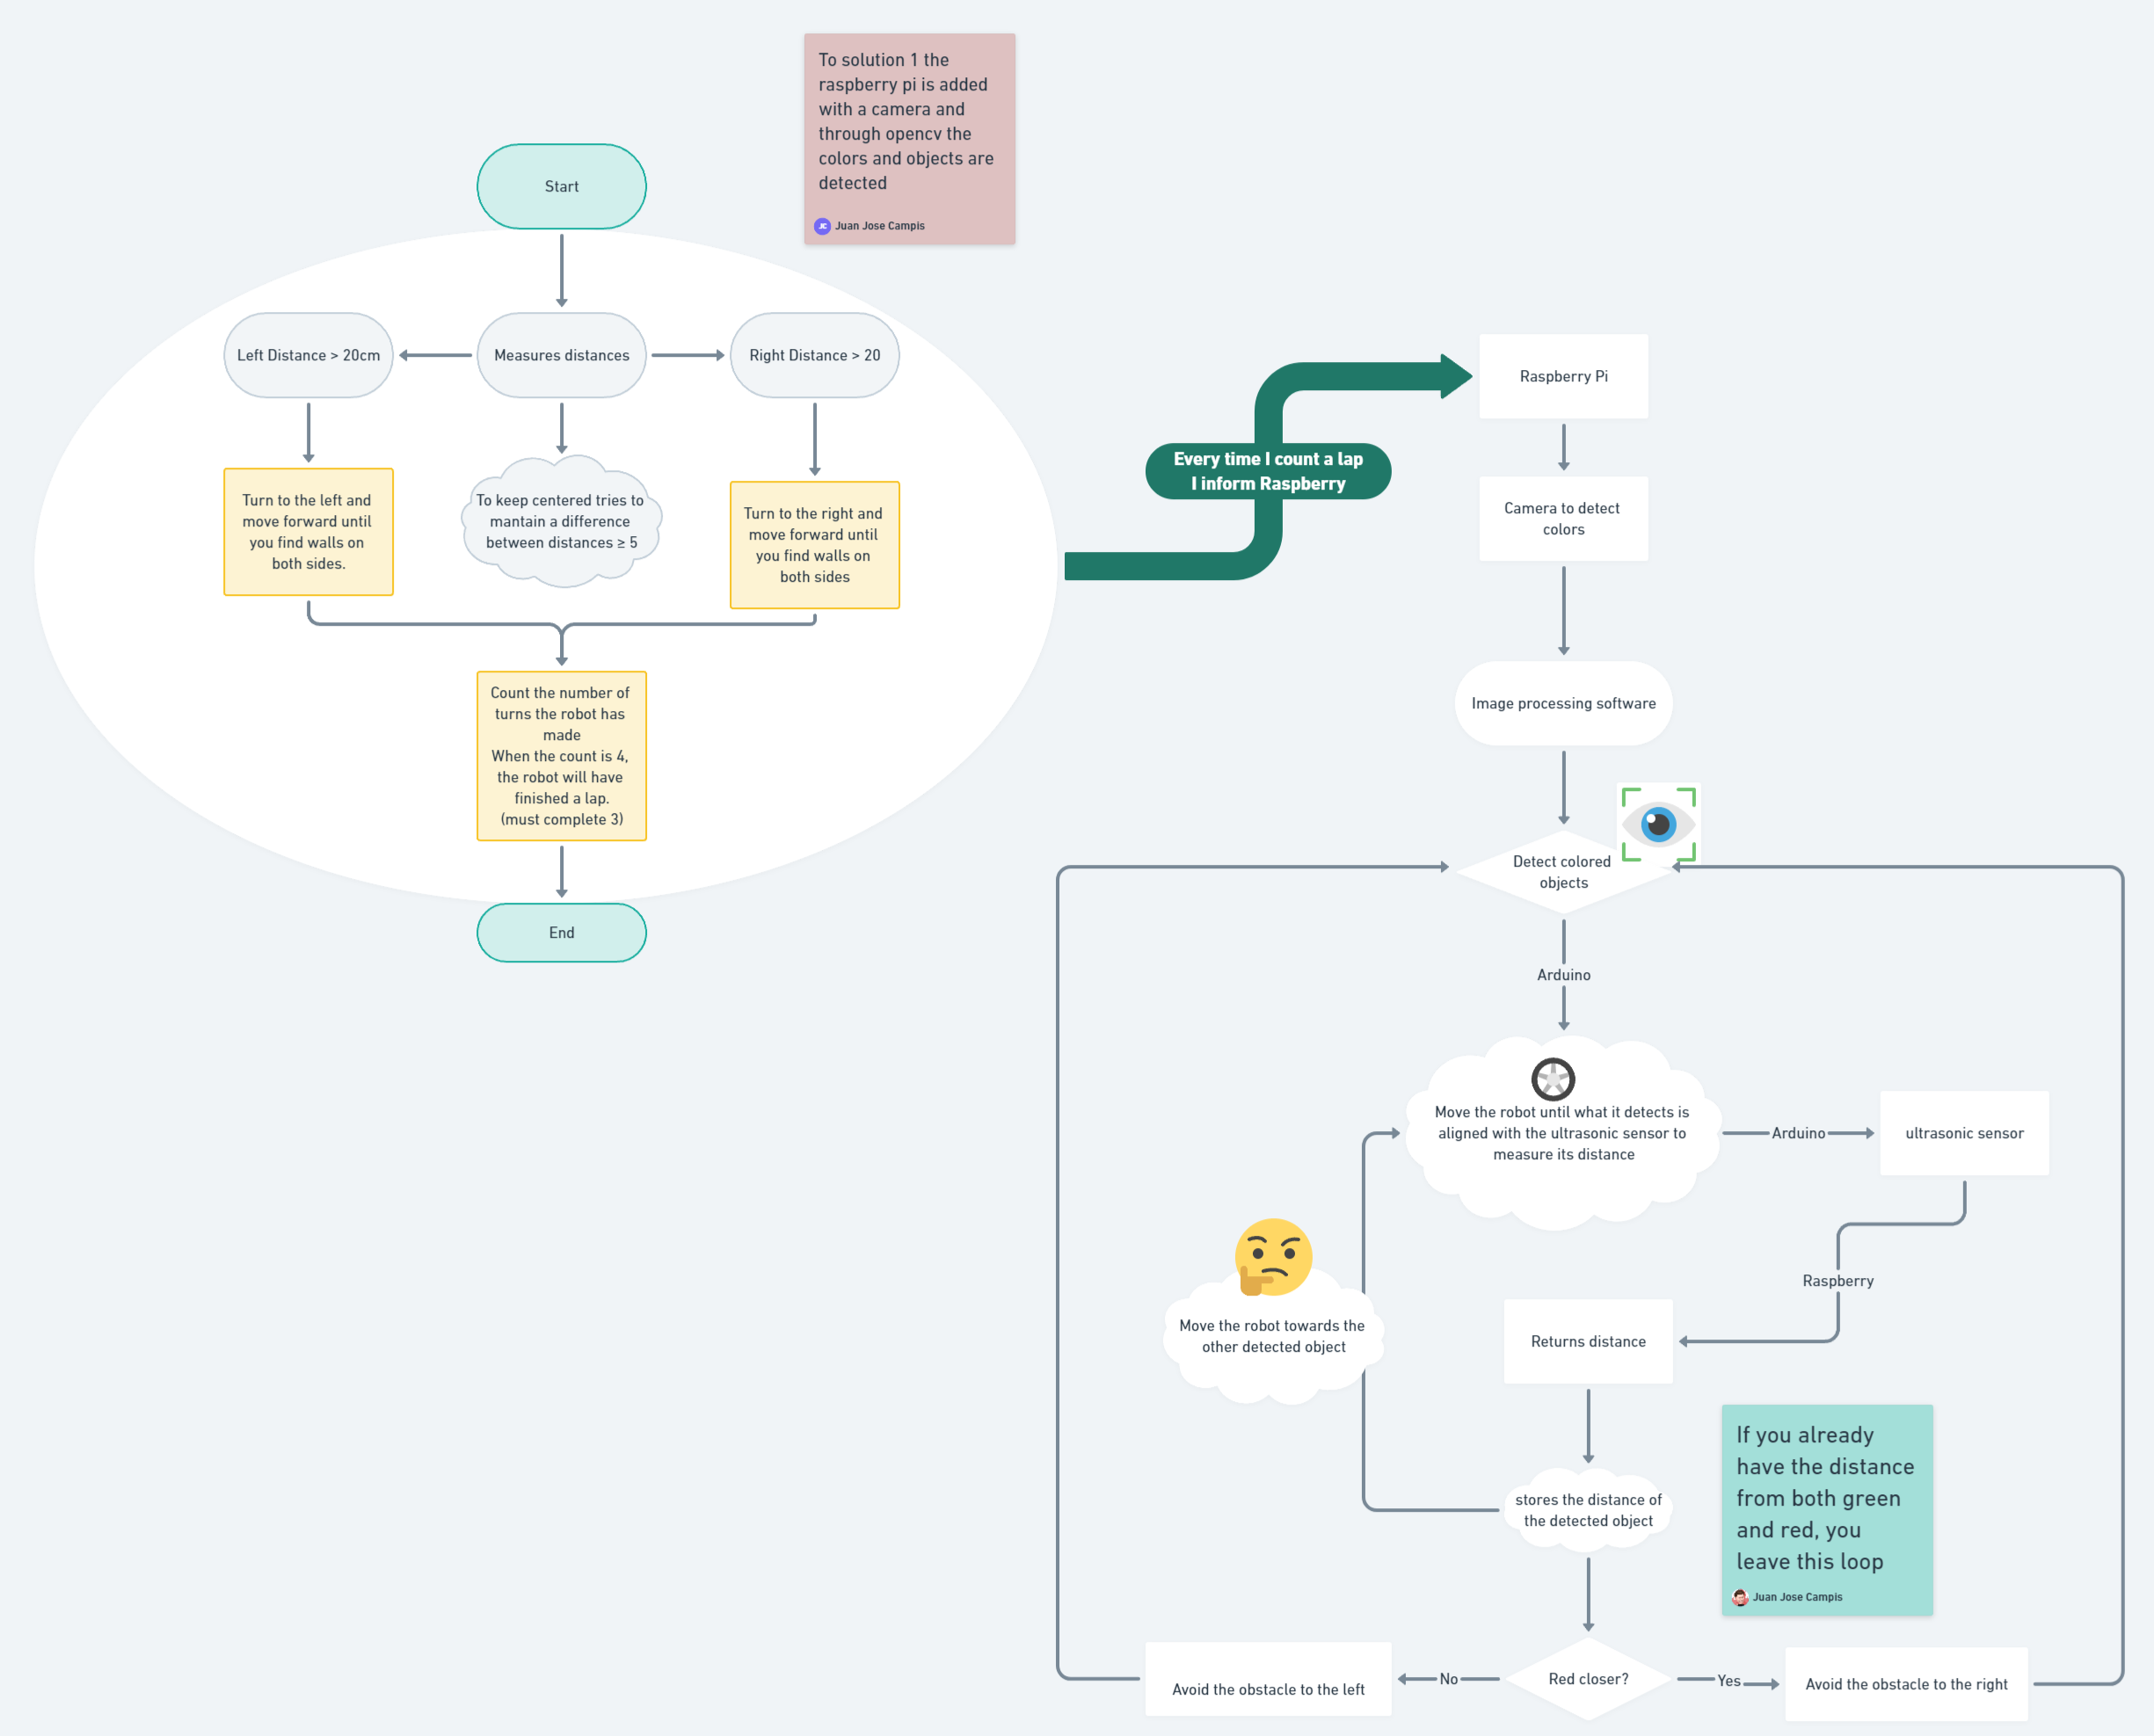 To solution 1 the
raspberry pi is added
with a camera and
through opencv the
colors and objects are
detected
JC
Juan Jose Campis
Start
Left Distance > 20cm
Measures distances
Right Distance > 20
Turn to the left and
move forward until
you find walls on
both sides.
To keep centered tries to
mantain a difference
between distances ≥ 5
Turn to the right and
move forward until
you find walls on
both sides
Count the number of
turns the robot has
made
When the count is 4,
the robot will have
finished a lap.
(must complete 3)
End
Every time I count a lap
I inform Raspberry
Raspberry Pi
Camera to detect
colors
Image processing software
Detect colored
objects
Arduino
Move the robot until what it detects is
aligned with the ultrasonic sensor to
measure its distance
Arduino
ultrasonic sensor
Raspberry
Move the robot towards the
other detected object
Returns distance
stores the distance of
the detected object
If you already
have the distance
from both green
and red, you
leave this loop
Juan Jose Campis
Avoid the obstacle to the left
No
Red closer?
Yes
Avoid the obstacle to the right